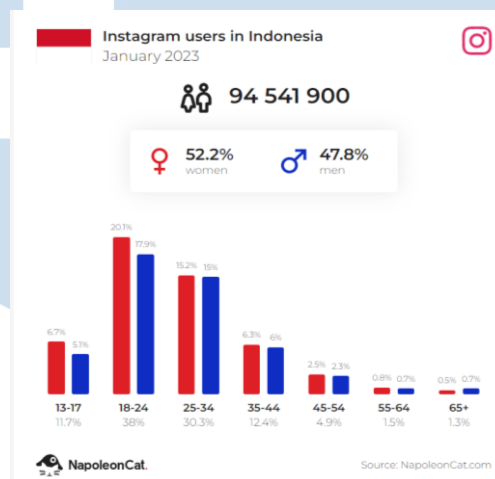 Instagram users in Indonesia
January 2023
94 541 900
52.2% 47.8%
women men
20.1%
17.9%
15.2% 15%
6.7%
5.1%
6.3% 6%
2.5% 2.3%
0.8% 0.7% 0.5% 0.7%
13-17 18-24 25-34 35-44 45-54 55-64 65+
11.7% 38% 30.3% 12.4% 4.9% 1.5% 1.3%
NapoleonCat. Source: NapoleonCat.com